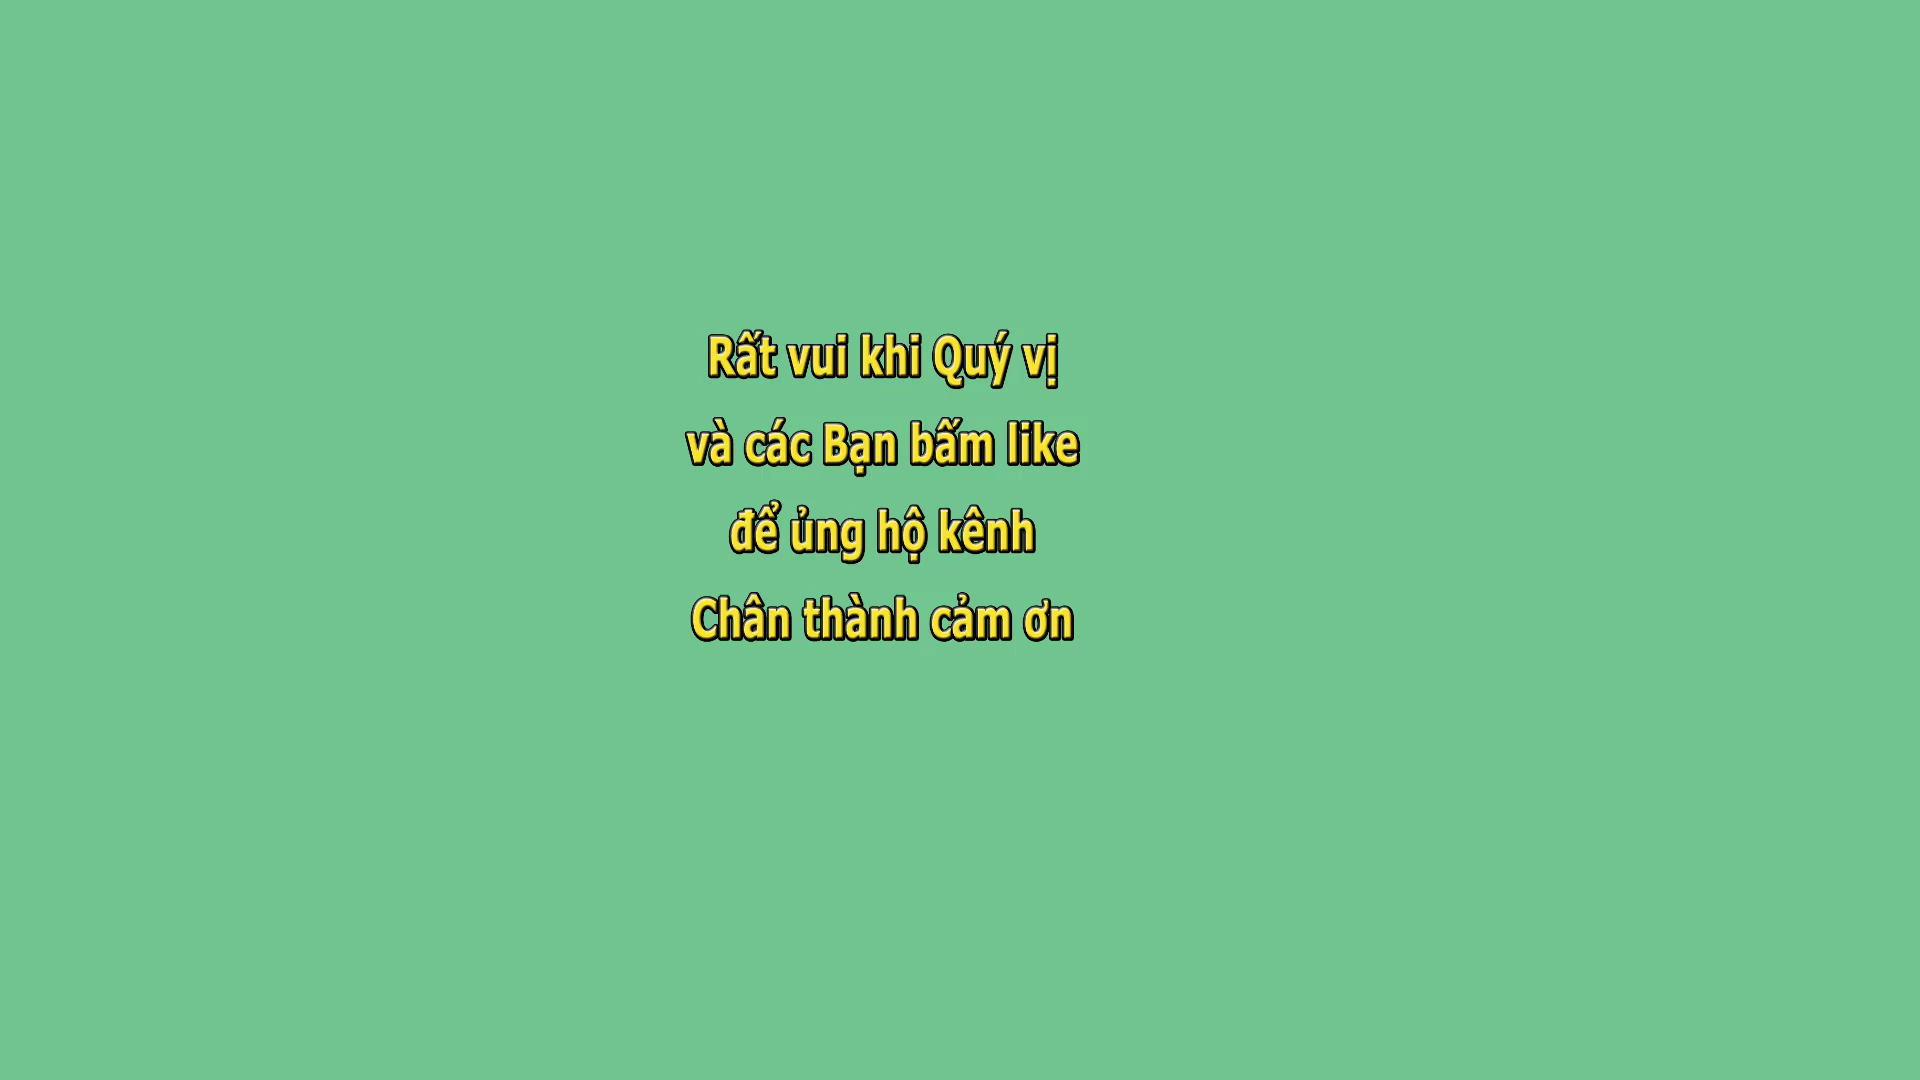 Rất vui khi Quý vị
và các Bạn bấm like
để ủng hộ kênh
Chân thành cảm ơn